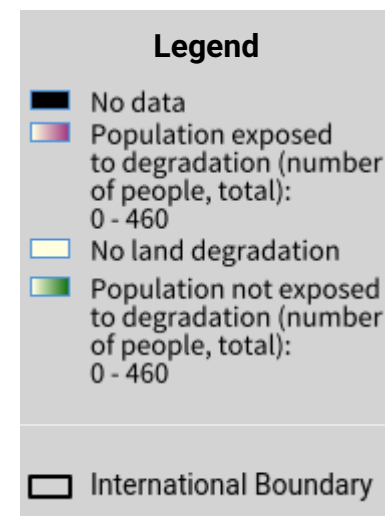 Legend
No data
Population exposed
to degradation (number
of people, total):
0 - 460
No land degradation
Population not exposed
to degradation (number
of people, total):
0 - 460
International Boundary